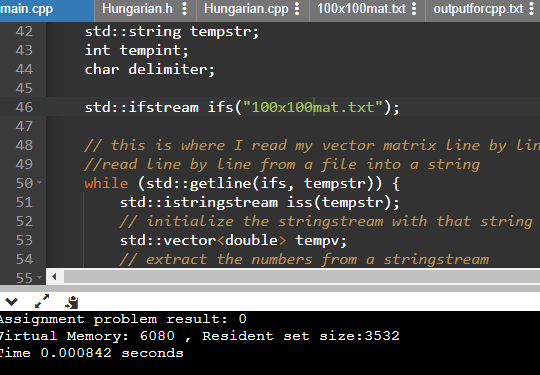 main.cpp Hungarian.h Hungarian.cpp 100x100mat.txt outputforcpp.txt
42 std::string tempstr;
43 int tempint;
44 char delimiter;
45
46 std::ifstream ifs("100x100mat.txt");
47
48 // this is where I read my vector matrix line by lin
49 //read line by line from a file into a string
50 while (std::getline(ifs, tempstr)) {
51 std::istringstream iss(tempstr);
52 // initialize the stringstream with that string
53 std::vector<double> tempv;
54 // extract the numbers from a stringstream
55
Assignment problem result: 0
Virtual Memory: 6080 , Resident set size:3532
Time 0.000842 seconds